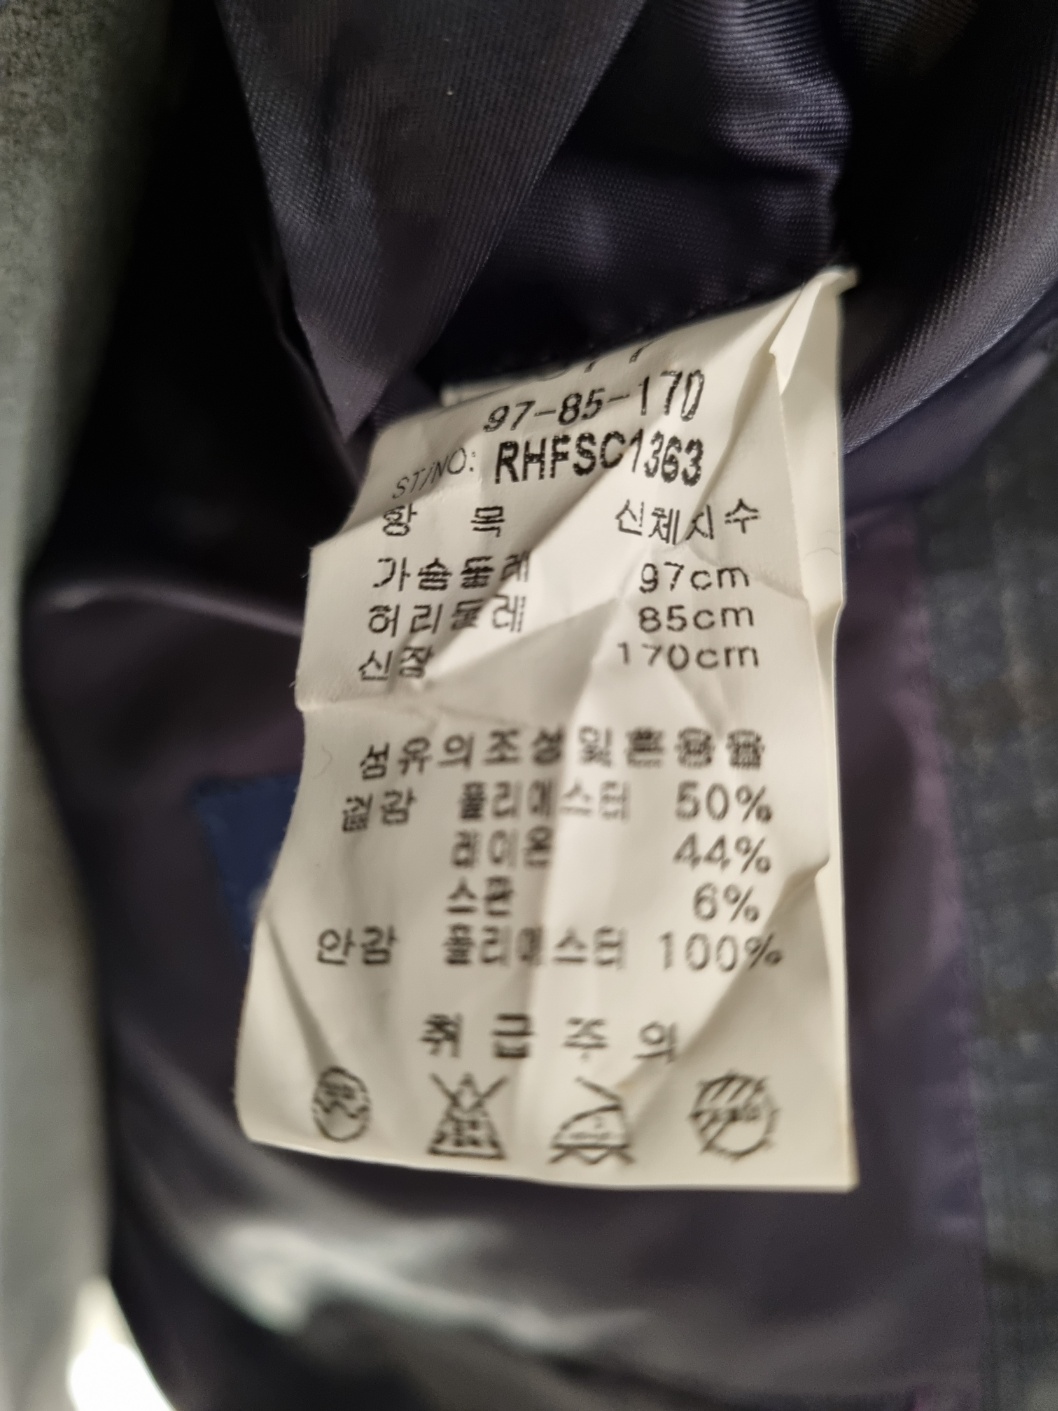 97-85-170
ST/NO: RHFSC1363
항 목 신체치수
가슴둘레 97cm
허리둘레 85cm
신장 170cm
섬유의조성및혼용율
겉감 폴리에스터 50%
레이온 44%
스판 6%
안감 폴리에스터 100%
취 급 주 의